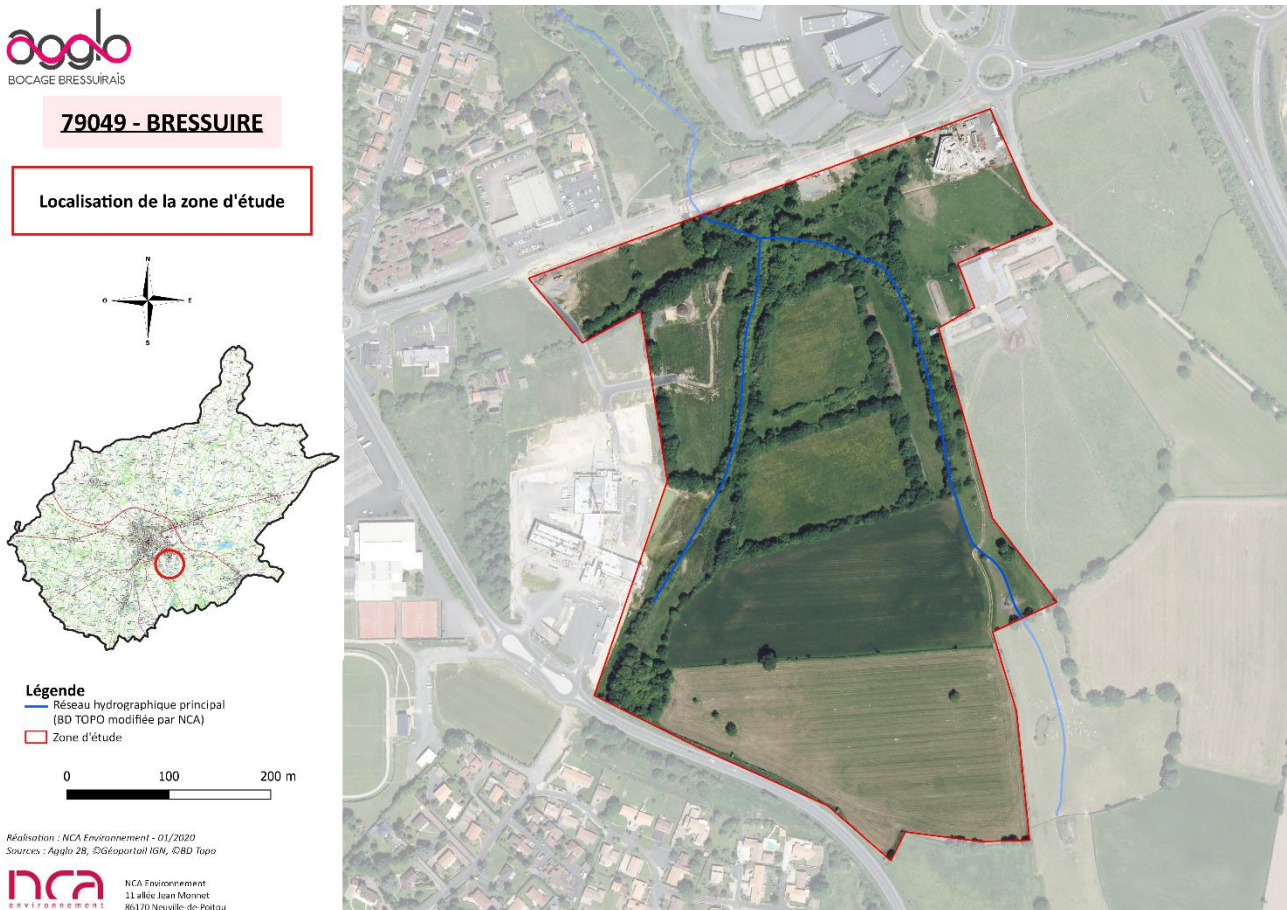 agglo
BOCAGE BRESSUIRAIS
79049 - BRESSUIRE
Localisation de la zone d'étude
N
O
E
S
Légende
Réseau hydrographique principal
(BD TOPO modifiée par NCA)
Zone d'étude
0 100 200 m
Réalisation : NCA Environnement - 01/2020
Sources : Agglo 2B, ©Géoportail IGN, ©BD Topo
nca
environnement
NCA Environnement
11 allée Jean Monnet
86170 Neuville-de-Poitou